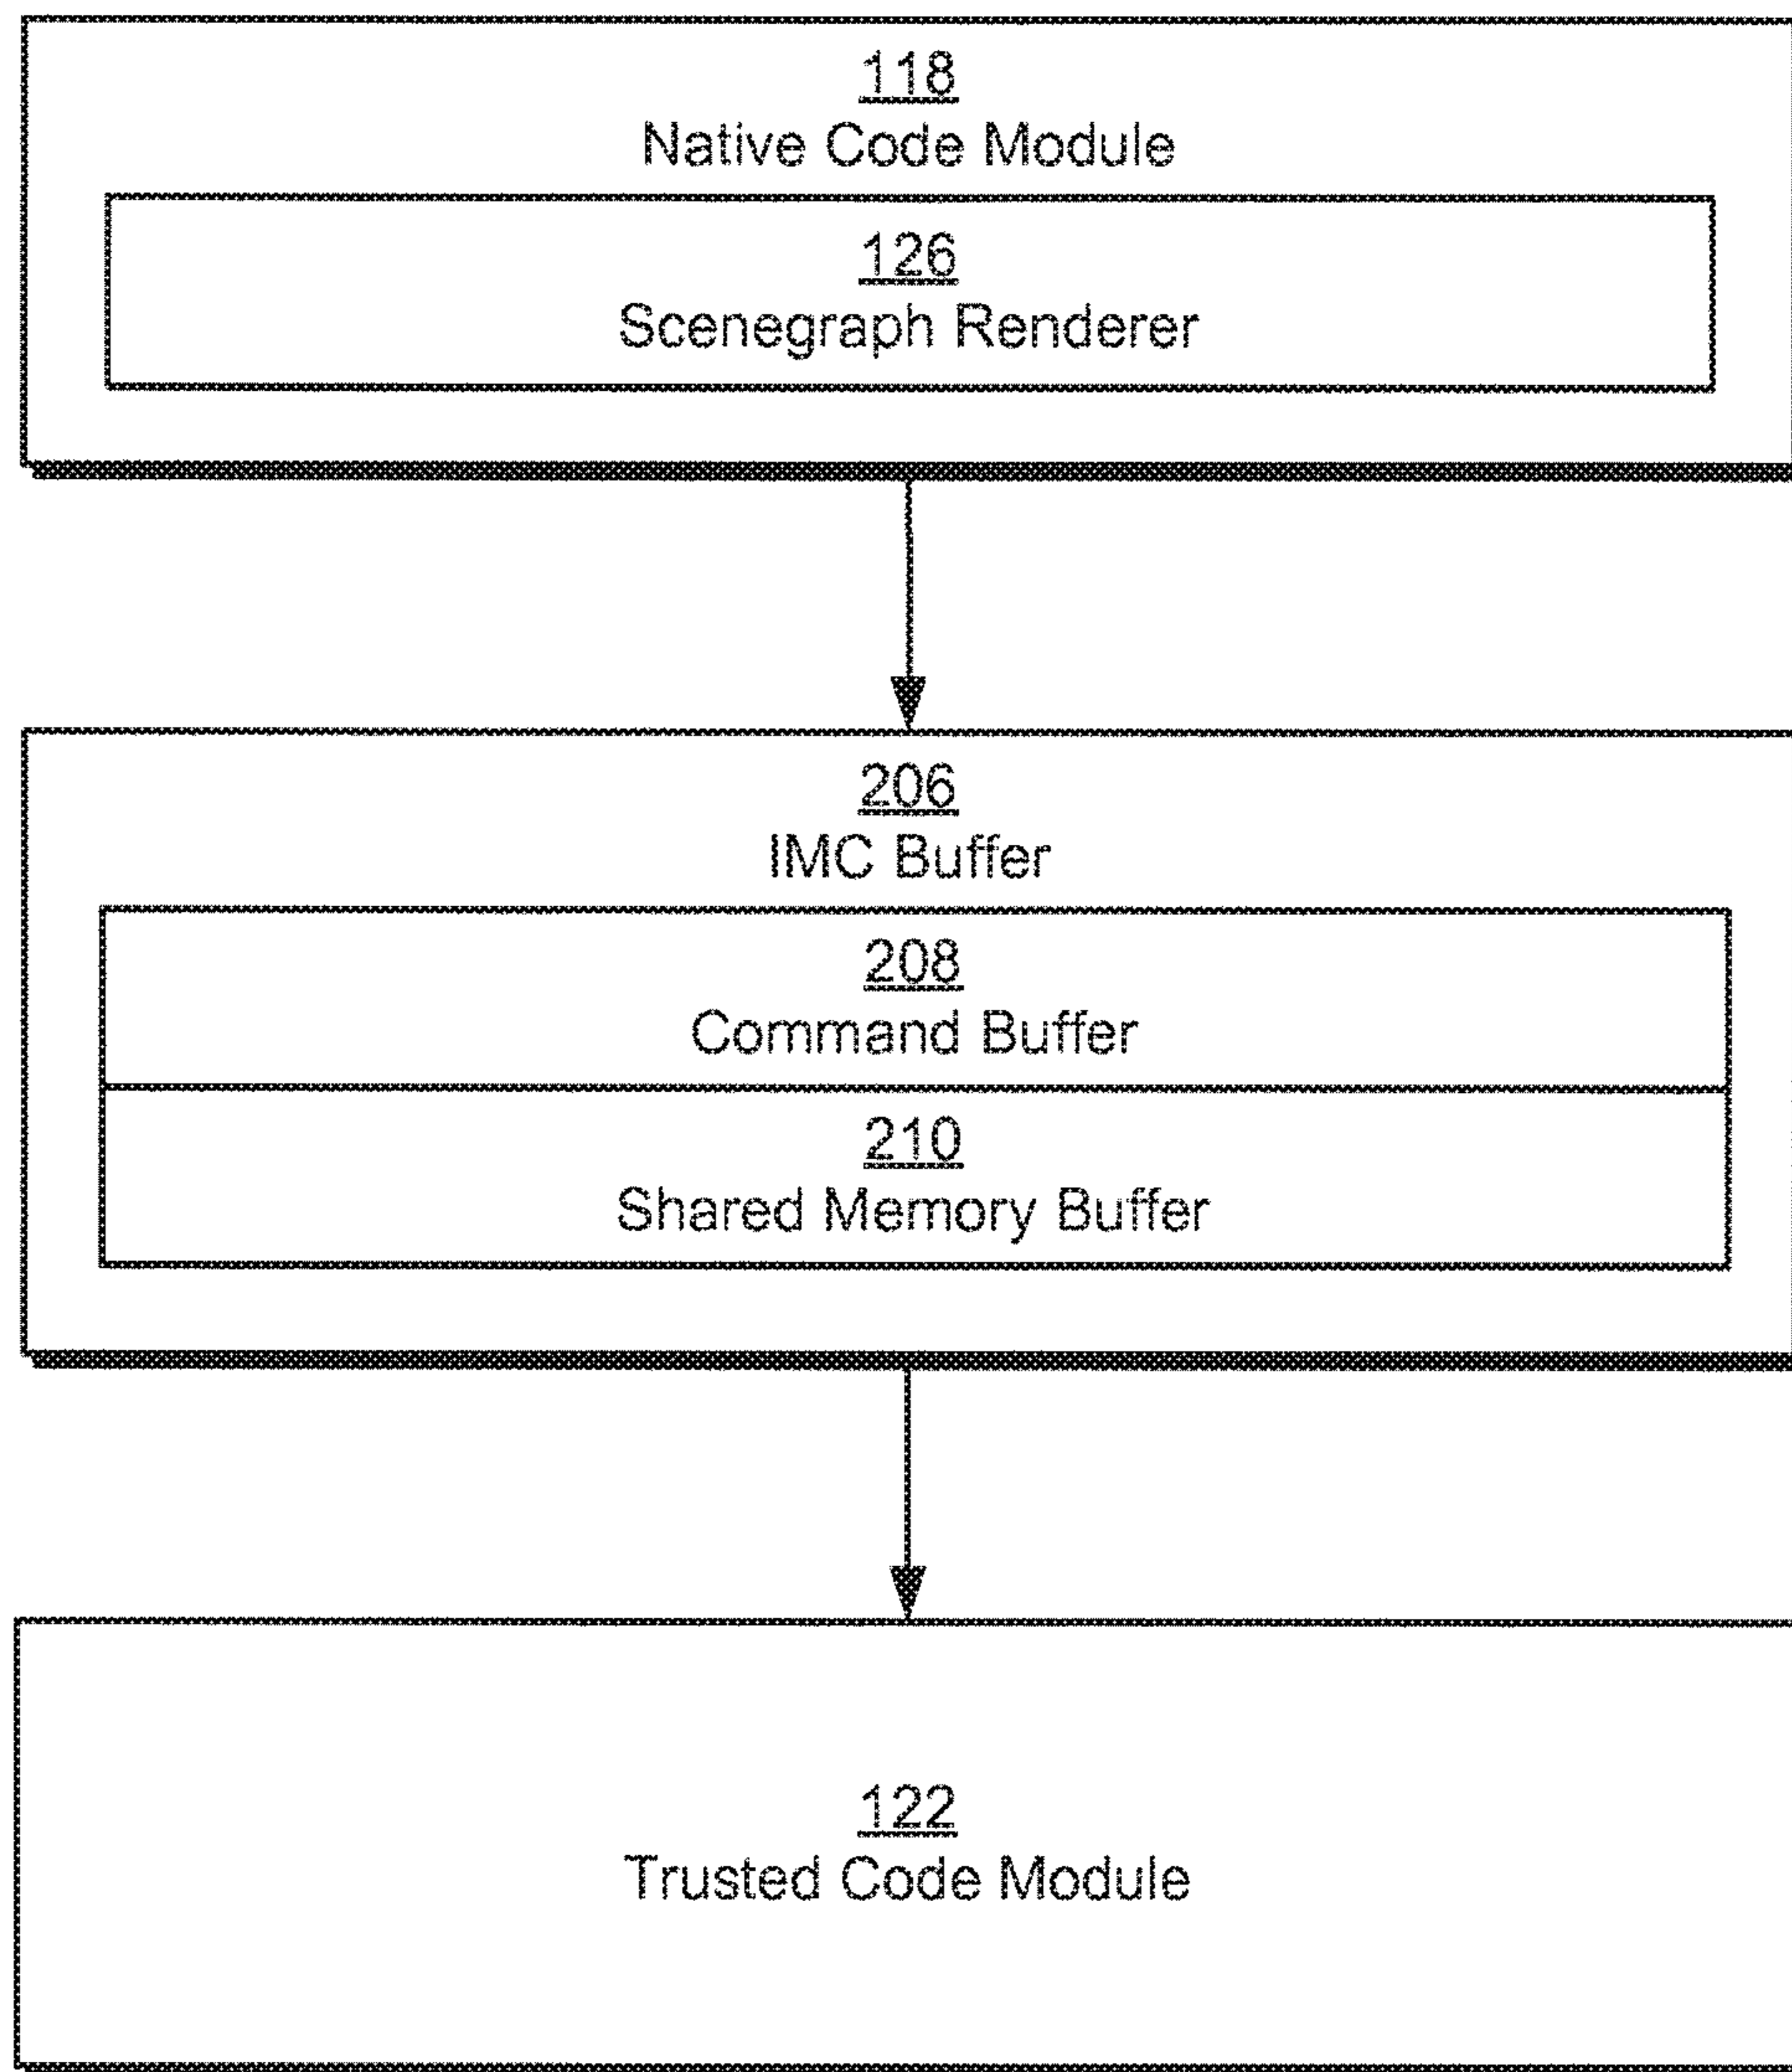 118
Native Code Module
126
Scenegraph Renderer
206
IMC Buffer
208
Command Buffer
210
Shared Memory Buffer
122
Trusted Code Module